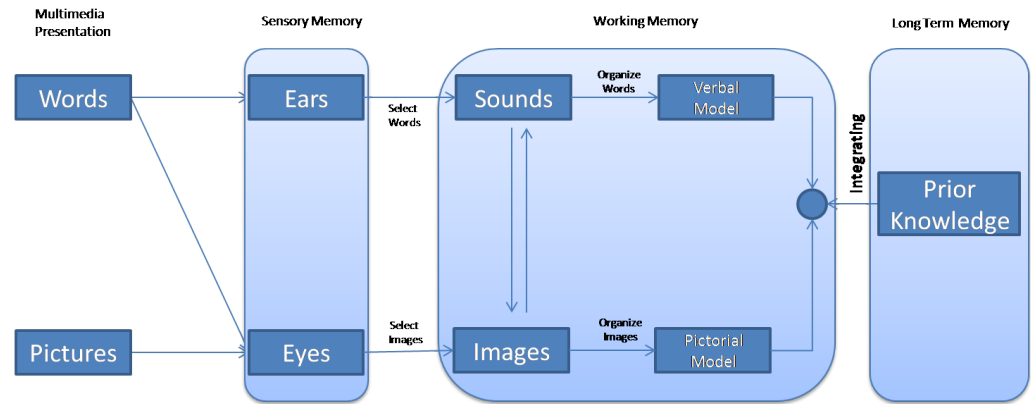 Multimedia
Presentation
Sensory Memory
Working Memory
Long Term Memory
Words
Ears
Select
Words
Sounds
Organize
Words
Verbal
Model
Integrating
Prior
Knowledge
Pictures
Eyes
Select
Images
Images
Organize
Images
Pictorial
Model